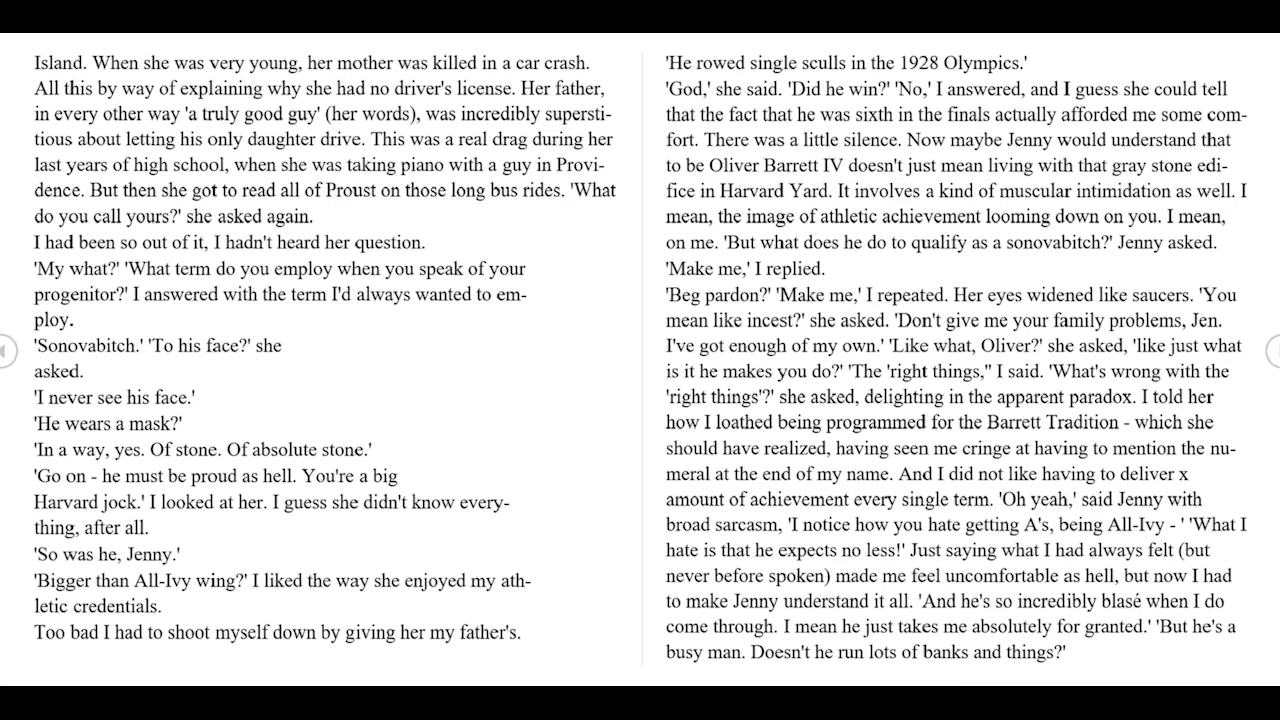 Island. When she was very young, her mother was killed in a car crash.
All this by way of explaining why she had no driver's license. Her father,
in every other way 'a truly good guy' (her words), was incredibly supersti-
tious about letting his only daughter drive. This was a real drag during her
last years of high school, when she was taking piano with a guy in Provi-
dence. But then she got to read all of Proust on those long bus rides. 'What
do you call yours?' she asked again.
I had been so out of it, I hadn't heard her question.
'My what?' 'What term do you employ when you speak of your
progenitor?' I answered with the term I'd always wanted to em-
ploy.
'Sonovabitch.' 'To his face?' she
asked.
'I never see his face.'
'He wears a mask?'
'In a way, yes. Of stone. Of absolute stone.'
'Go on - he must be proud as hell. You're a big
Harvard jock.' I looked at her. I guess she didn't know every-
thing, after all.
'So was he, Jenny.'
'Bigger than All-Ivy wing?' I liked the way she enjoyed my ath-
letic credentials.
Too bad I had to shoot myself down by giving her my father's.
'He rowed single sculls in the 1928 Olympics.'
'God,' she said. 'Did he win?' 'No,' I answered, and I guess she could tell
that the fact that he was sixth in the finals actually afforded me some com-
fort. There was a little silence. Now maybe Jenny would understand that
to be Oliver Barrett IV doesn't just mean living with that gray stone edi-
fice in Harvard Yard. It involves a kind of muscular intimidation as well. I
mean, the image of athletic achievement looming down on you. I mean,
on me. 'But what does he do to qualify as a sonovabitch?' Jenny asked.
'Make me,' I replied.
'Beg pardon?' 'Make me,' I repeated. Her eyes widened like saucers. 'You
mean like incest?' she asked. 'Don't give me your family problems, Jen.
I've got enough of my own.' 'Like what, Oliver?' she asked, 'like just what
is it he makes you do?' 'The 'right things,'' I said. 'What's wrong with the
'right things'?' she asked, delighting in the apparent paradox. I told her
how I loathed being programmed for the Barrett Tradition - which she
should have realized, having seen me cringe at having to mention the nu-
meral at the end of my name. And I did not like having to deliver x
amount of achievement every single term. 'Oh yeah,' said Jenny with
broad sarcasm, 'I notice how you hate getting A's, being All-Ivy - ' 'What I
hate is that he expects no less!' Just saying what I had always felt (but
never before spoken) made me feel uncomfortable as hell, but now I had
to make Jenny understand it all. 'And he's so incredibly blasé when I do
come through. I mean he just takes me absolutely for granted.' 'But he's a
busy man. Doesn't he run lots of banks and things?'